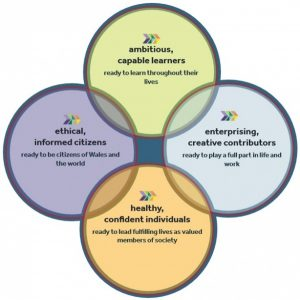 ambitious,
capable learners
ready to learn throughout their
lives
ethical,
informed citizens
ready to be citizens of Wales and
the world
enterprising,
creative contributors
ready to play a full part in life and
work
healthy,
confident individuals
ready to lead fulfilling lives as valued
members of society